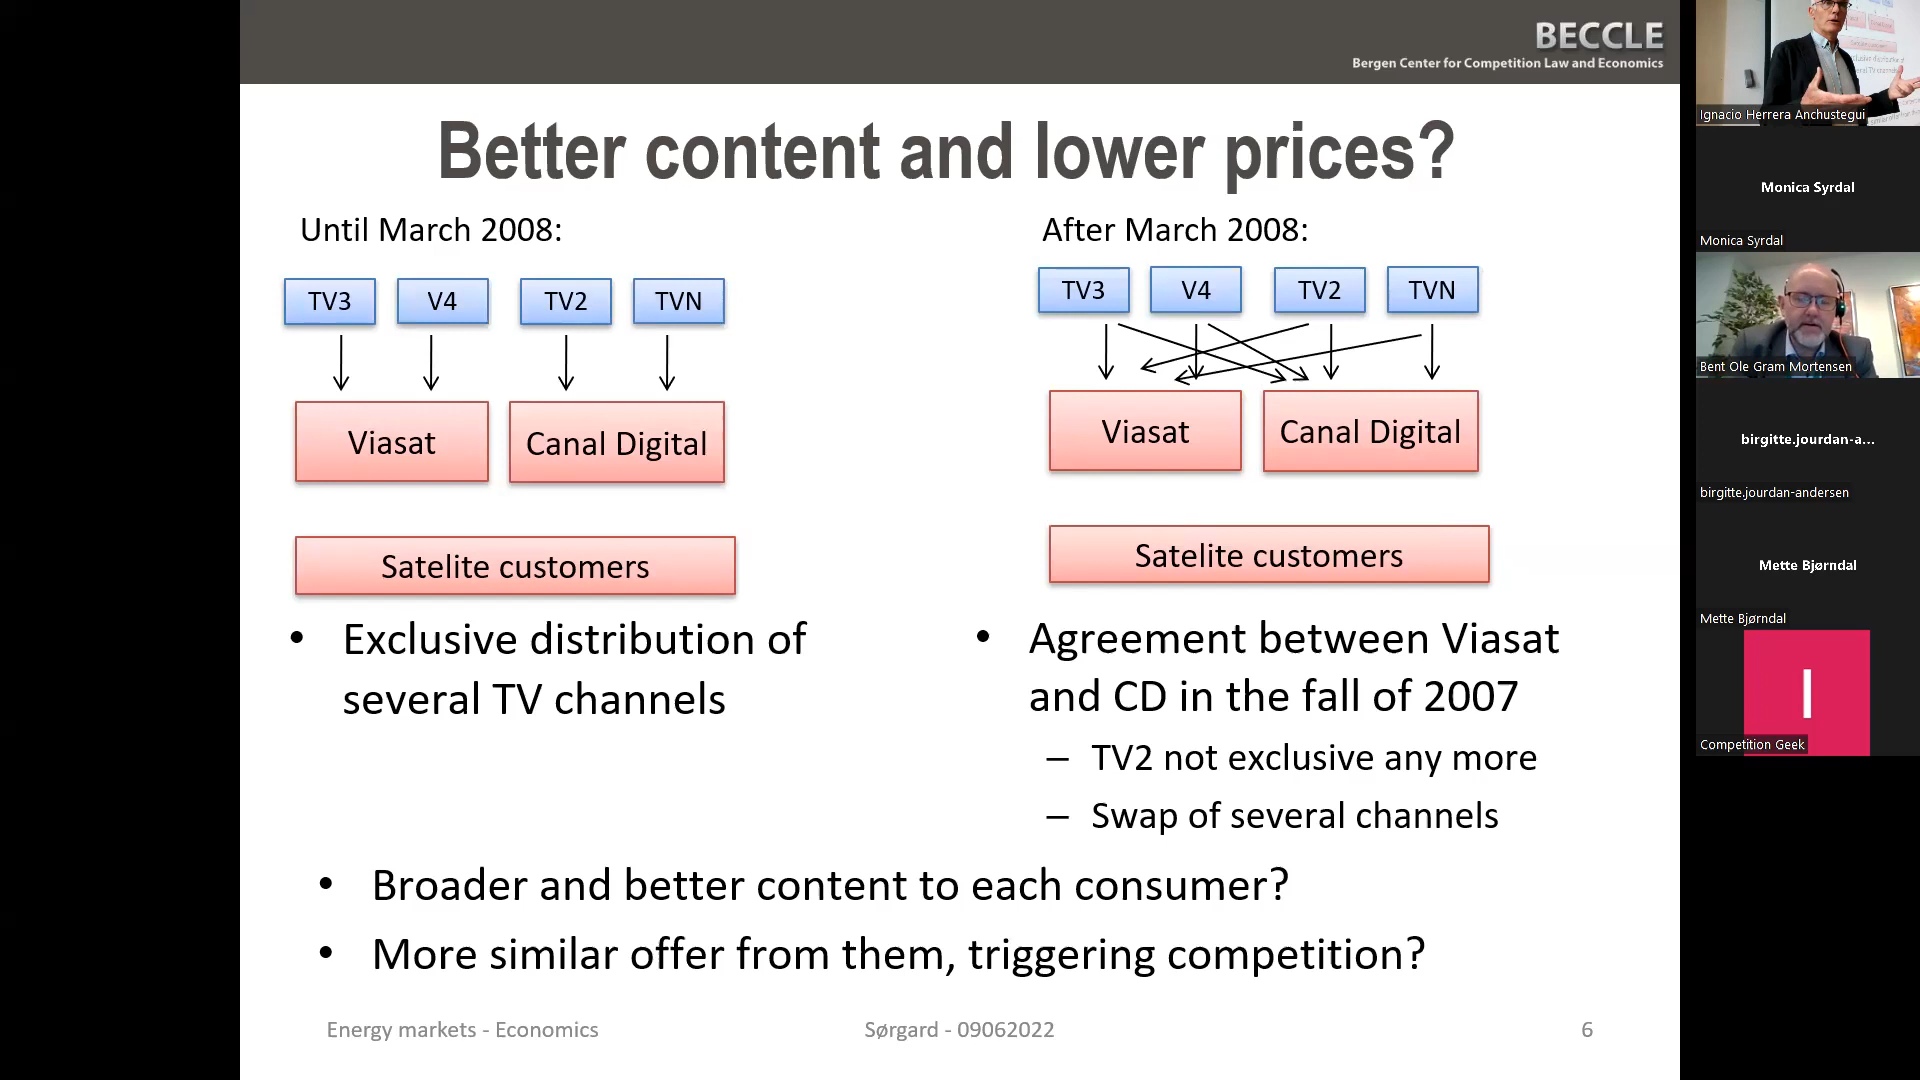 BECCLE
Bergen Center for Competition Law and Economics
Better content and lower prices?
Until March 2008:
TV3 V4 TV2 TVN
Viasat Canal Digital
Satelite customers
• Exclusive distribution of
several TV channels
After March 2008:
TV3 V4 TV2 TVN
Viasat Canal Digital
Satelite customers
• Agreement between Viasat
and CD in the fall of 2007
– TV2 not exclusive any more
– Swap of several channels
• Broader and better content to each consumer?
• More similar offer from them, triggering competition?
Energy markets - Economics Sørgard - 09062022 6
Ignacio Herrera Anchustegui
Monica Syrdal
Monica Syrdal
Bent Ole Gram Mortensen
birgitte.jourdan-a...
birgitte.jourdan-andersen
Mette Bjørndal
Mette Bjørndal
I
Competition Geek